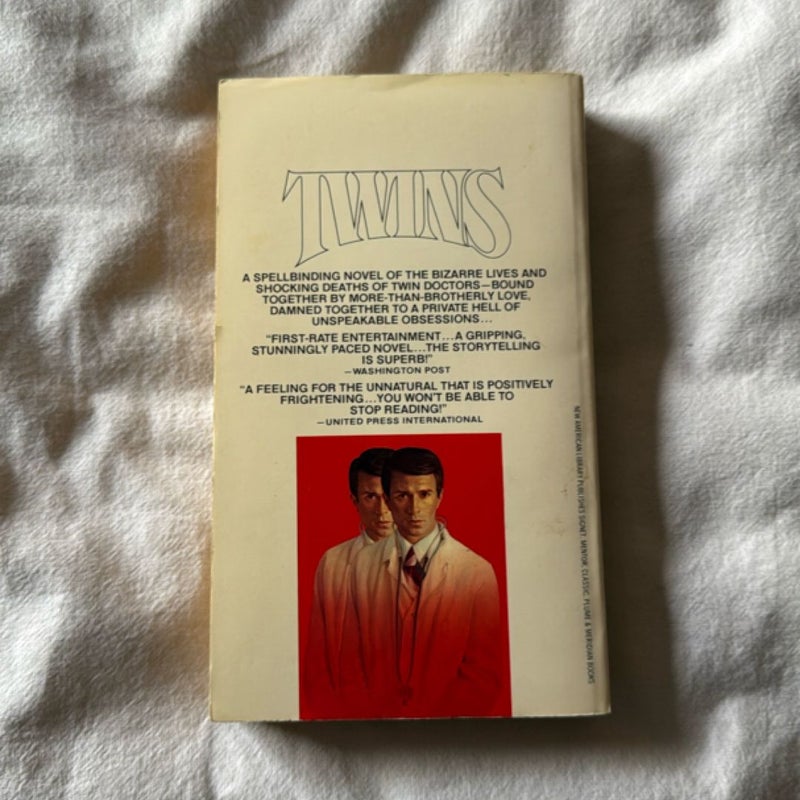 TWINS
A SPELLBINDING NOVEL OF THE BIZARRE LIVES AND
SHOCKING DEATHS OF TWIN DOCTORS—BOUND
TOGETHER BY MORE-THAN-BROTHERLY LOVE,
DAMNED TOGETHER TO A PRIVATE HELL OF
UNSPEAKABLE OBSESSIONS...
"FIRST-RATE ENTERTAINMENT...A GRIPPING,
STUNNINGLY PACED NOVEL...THE STORYTELLING
IS SUPERB!"
—WASHINGTON POST
"A FEELING FOR THE UNNATURAL THAT IS POSITIVELY
FRIGHTENING...YOU WON'T BE ABLE TO
STOP READING!"
—UNITED PRESS INTERNATIONAL
NEW AMERICAN LIBRARY PUBLISHES SIGNET, MENTOR, CLASSIC, PLUME & MERIDIAN BOOKS